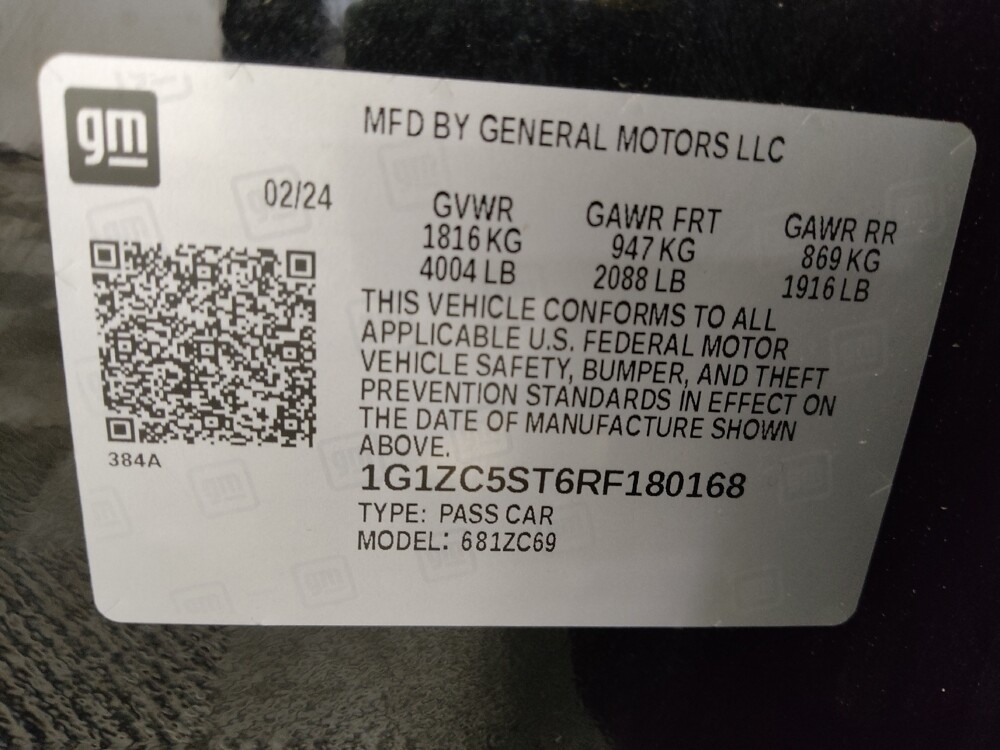 gm
MFD BY GENERAL MOTORS LLC
02/24
GVWR GAWR FRT GAWR RR
1816 KG 947 KG 869 KG
4004 LB 2088 LB 1916 LB
THIS VEHICLE CONFORMS TO ALL
APPLICABLE U.S. FEDERAL MOTOR
VEHICLE SAFETY, BUMPER, AND THEFT
PREVENTION STANDARDS IN EFFECT ON
THE DATE OF MANUFACTURE SHOWN
ABOVE.
384A
1G1ZC5ST6RF180168
TYPE: PASS CAR
MODEL: 681ZC69